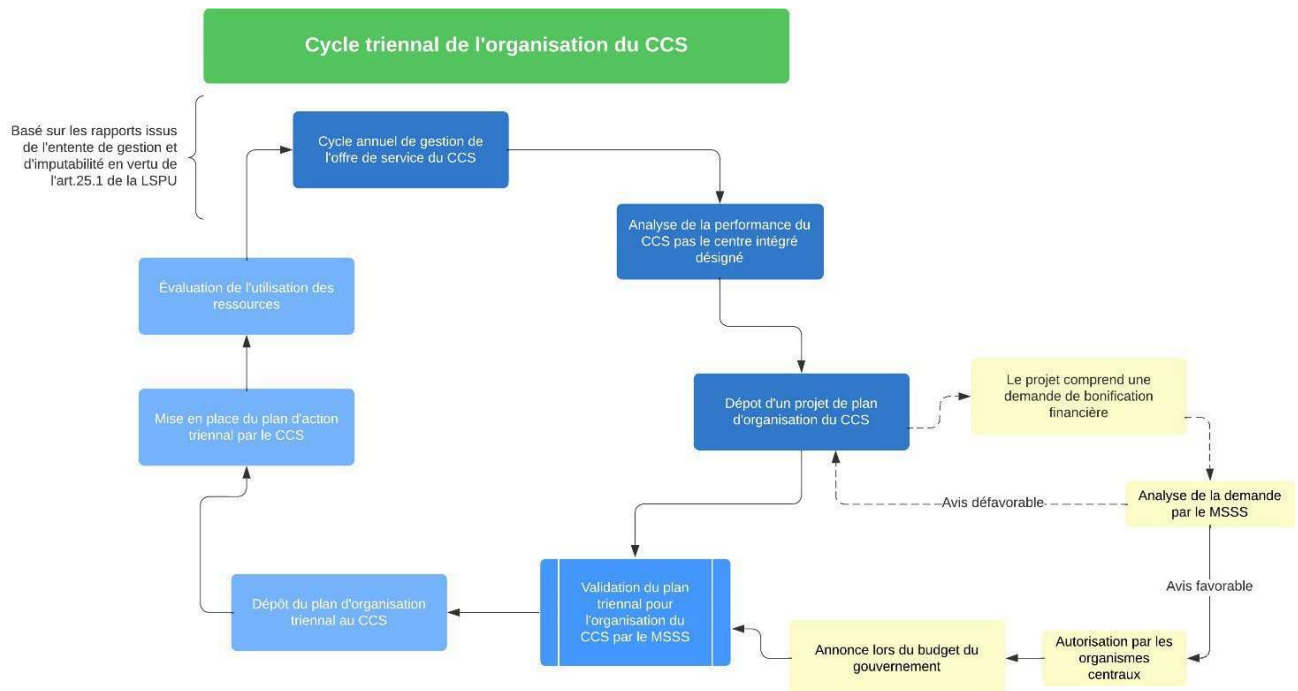 Cycle triennal de l'organisation du CCS
Basé sur les rapports issus
de l'entente de gestion et
d'imputabilité en vertu de
l'art.25.1 de la LSPU
Cycle annuel de gestion de
l'offre de service du CCS
Analyse de la performance du
CCS pas le centre intégré
désigné
Évaluation de l'utilisation des
ressources
Dépot d'un projet de plan
d'organisation du CCS
Le projet comprend une
demande de bonification
financière
Mise en place du plan d'action
triennal par le CCS
Avis défavorable
Analyse de la demande
par le MSSS
Avis favorable
Dépôt du plan d'organisation
triennal au CCS
Validation du plan
triennal pour
l'organisation du
CCS par le MSSS
Annonce lors du budget du
gouvernement
Autorisation par les
organismes
centraux